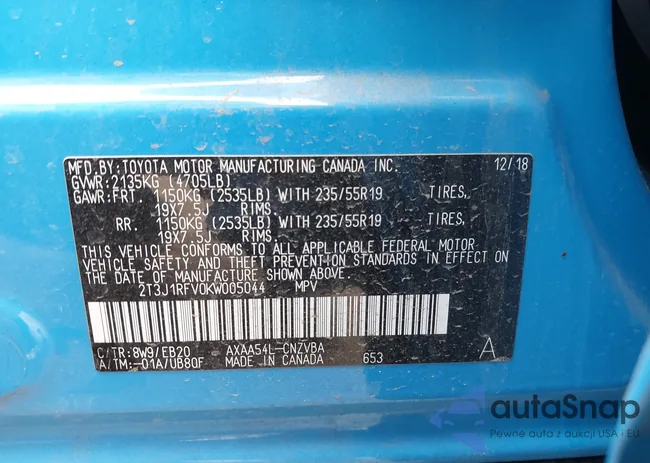 MFD. BY: TOYOTA MOTOR MANUFACTURING CANADA INC. 12/18
GVWR: 2135KG (4705LB)
GAWR: FRT. 1150KG (2535LB) WITH 235/55R19 TIRES,
19X7.5J RIMS.
RR. 1150KG (2535LB) WITH 235/55R19 TIRES,
19X7.5J RIMS.
THIS VEHICLE CONFORMS TO ALL APPLICABLE FEDERAL MOTOR
VEHICLE SAFETY AND THEFT PREVENTION STANDARDS IN EFFECT ON
THE DATE OF MANUFACTURE SHOWN ABOVE.
2T3J1RFV0KW005044 MPV
C/TR: 8W9/EB20 AXAA54L-CNZVBA
A/TM: -01A/UB80F MADE IN CANADA 653 A
autoSnap
Pewne auta z aukcji USA i EU